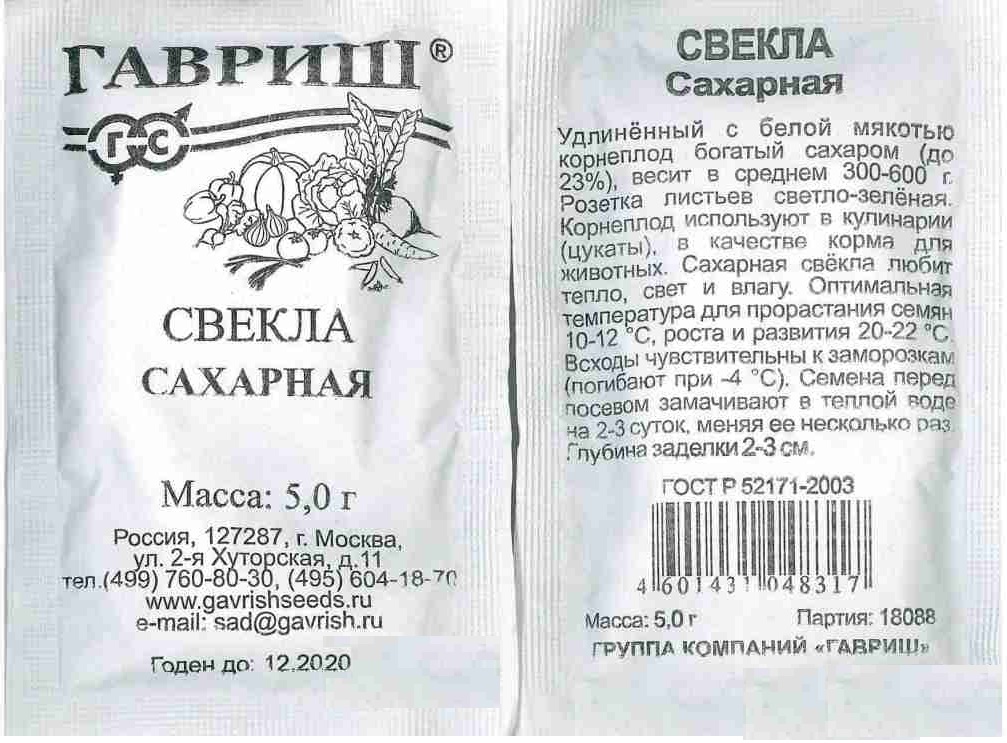 ГАВРИШ®
ГС
СВЕКЛА
САХАРНАЯ
Масса: 5,0 г
Россия, 127287, г. Москва,
ул. 2-я Хуторская, д.11
тел.(499) 760-80-30, (495) 604-18-70
www.gavrishseeds.ru
e-mail: sad@gavrish.ru
Годен до: 12.2020
СВЕКЛА
Сахарная
Удлинённый с белой мякотью
корнеплод богатый сахаром (до
23%), весит в среднем 300-600 г.
Розетка листьев светло-зелёная.
Корнеплод используют в кулинарии
(цукаты), в качестве корма для
животных. Сахарная свёкла любит
тепло, свет и влагу. Оптимальная
температура для прорастания семян
10-12 °С, роста и развития 20-22 °С.
Всходы чувствительны к заморозкам
(погибают при -4 °С). Семена перед
посевом замачивают в теплой воде
на 2-3 суток, меняя ее несколько раз.
Глубина заделки 2-3 см.
ГОСТ Р 52171-2003
4 601431 048317
Масса: 5,0 г Партия: 18088
ГРУППА КОМПАНИЙ «ГАВРИШ»